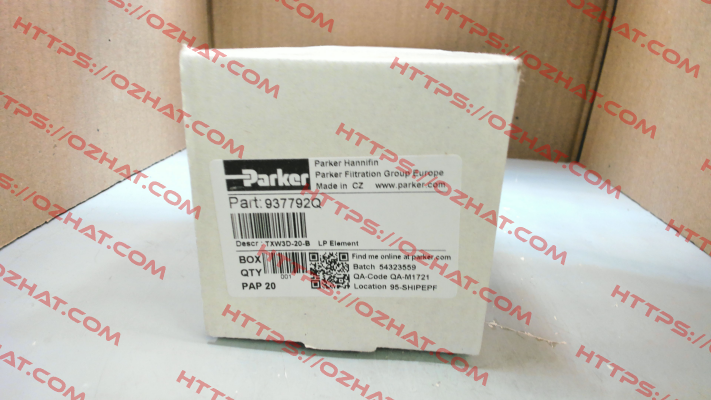 Parker
Parker Hannifin
Parker Filtration Group Europe
Made in CZ www.parker.com
Part: 937792Q
Descr TXW3D-20-B LP Element
BOX
QTY
001
PAP 20
Find me online at parker.com
Batch 54323559
QA-Code QA-M1721
Location 95-SHIPEPF
HTTPS://OZHAT.COM